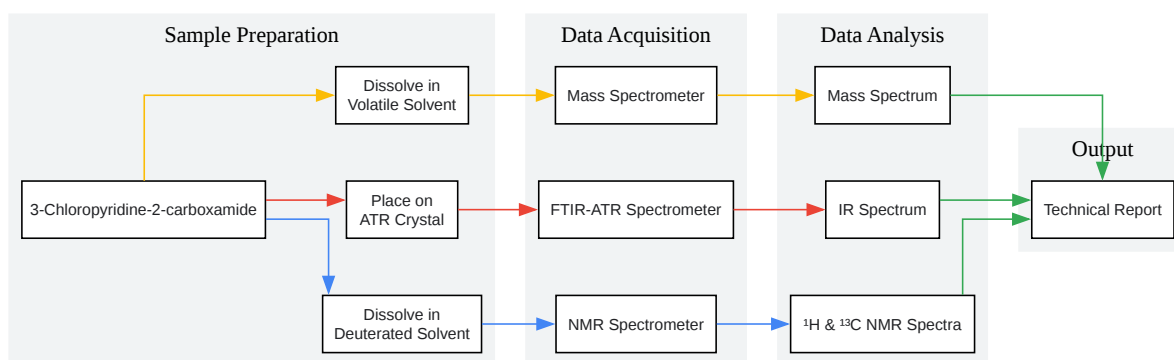 Sample Preparation
Data Acquisition
Data Analysis
Dissolve in
Volatile Solvent
Mass Spectrometer
Mass Spectrum
Output
3-Chloropyridine-2-carboxamide
Place on
ATR Crystal
FTIR-ATR Spectrometer
IR Spectrum
Technical Report
Dissolve in
Deuterated Solvent
NMR Spectrometer
¹H & ¹³C NMR Spectra